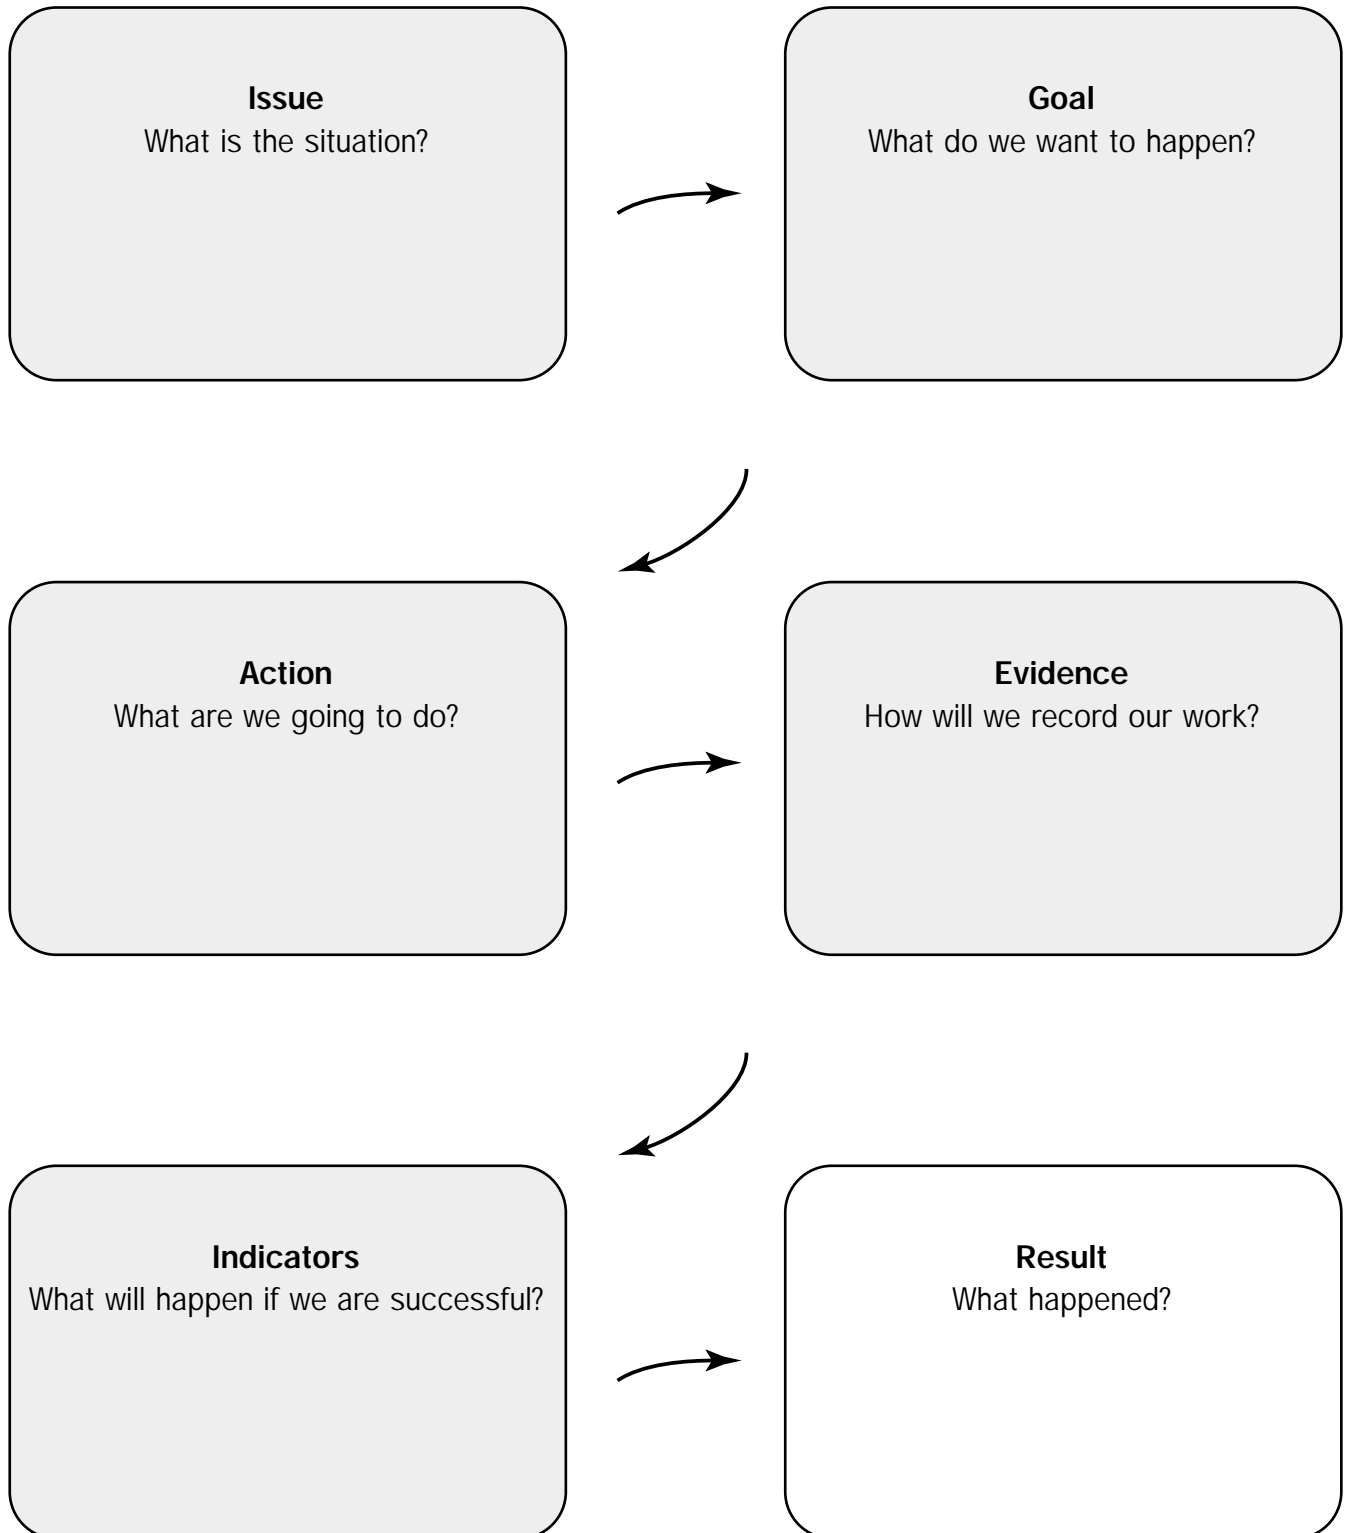 Issue
What is the situation?
Goal
What do we want to happen?
Action
What are we going to do?
Evidence
How will we record our work?
Indicators
What will happen if we are successful?
Result
What happened?